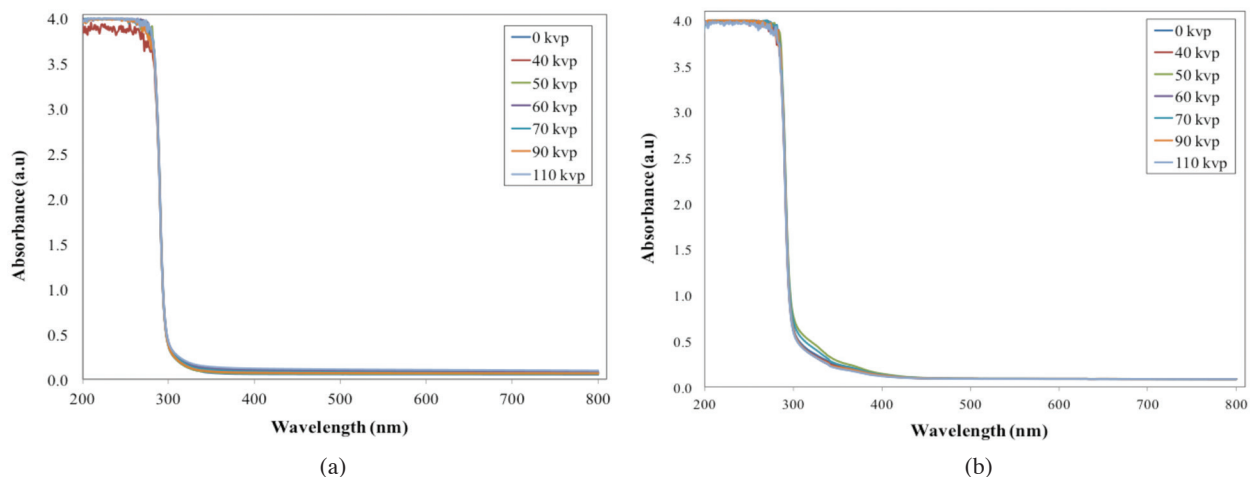 4.0
3.5
3.0
2.5
2.0
1.5
1.0
0.5
0.0
Absorbance (a.u)
200 300 400 500 600 700 800
Wavelength (nm)
0 kvp
40 kvp
50 kvp
60 kvp
70 kvp
90 kvp
110 kvp
(a)
4.0
3.5
3.0
2.5
2.0
1.5
1.0
0.5
0.0
Absorbance (a.u)
200 300 400 500 600 700 800
Wavelength (nm)
0 kvp
40 kvp
50 kvp
60 kvp
70 kvp
90 kvp
110 kvp
(b)